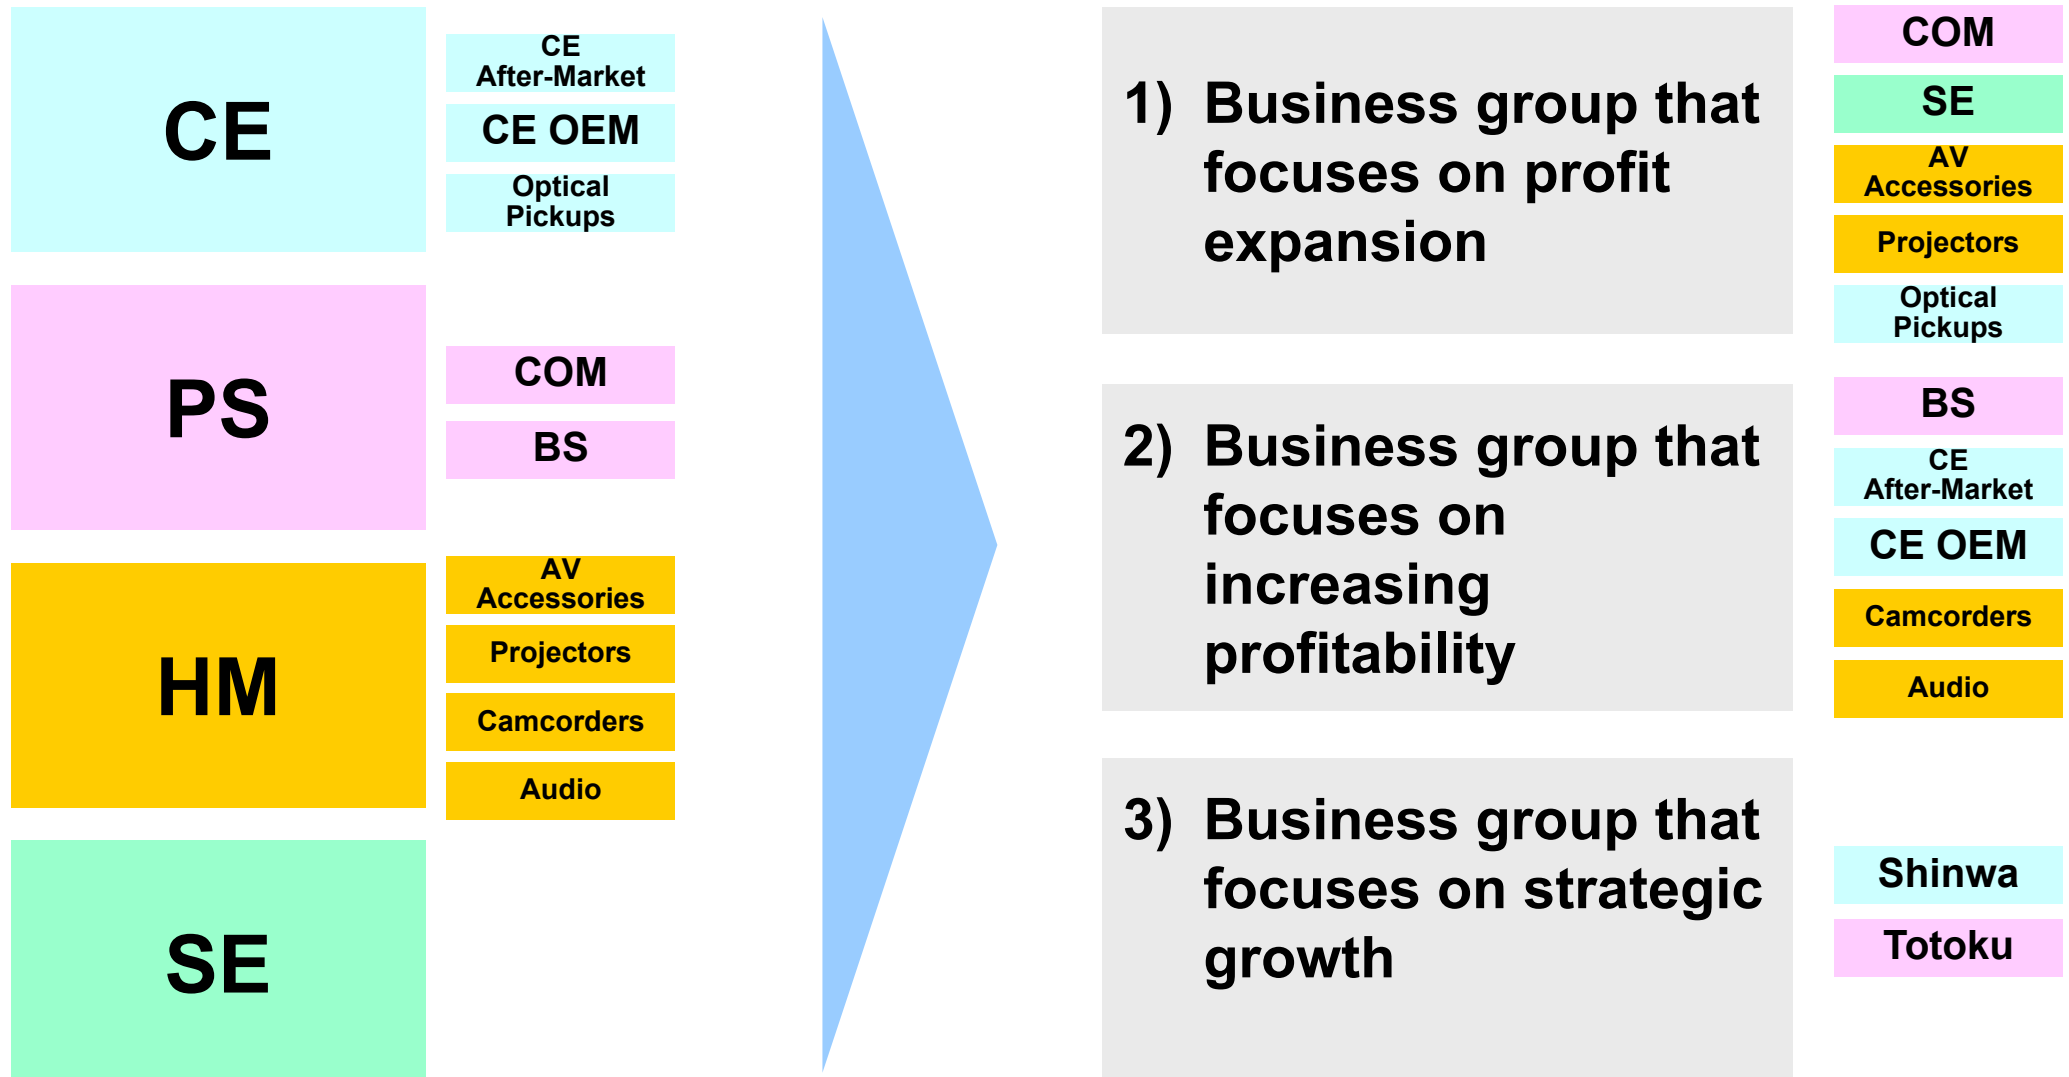 CE
CE
After-Market
CE OEM
Optical
Pickups
PS
COM
BS
HM
AV
Accessories
Projectors
Camcorders
Audio
SE
1) Business group that
focuses on profit
expansion
COM
SE
AV
Accessories
Projectors
Optical
Pickups
2) Business group that
focuses on
increasing
profitability
BS
CE
After-Market
CE OEM
Camcorders
Audio
3) Business group that
focuses on strategic
growth
Shinwa
Totoku